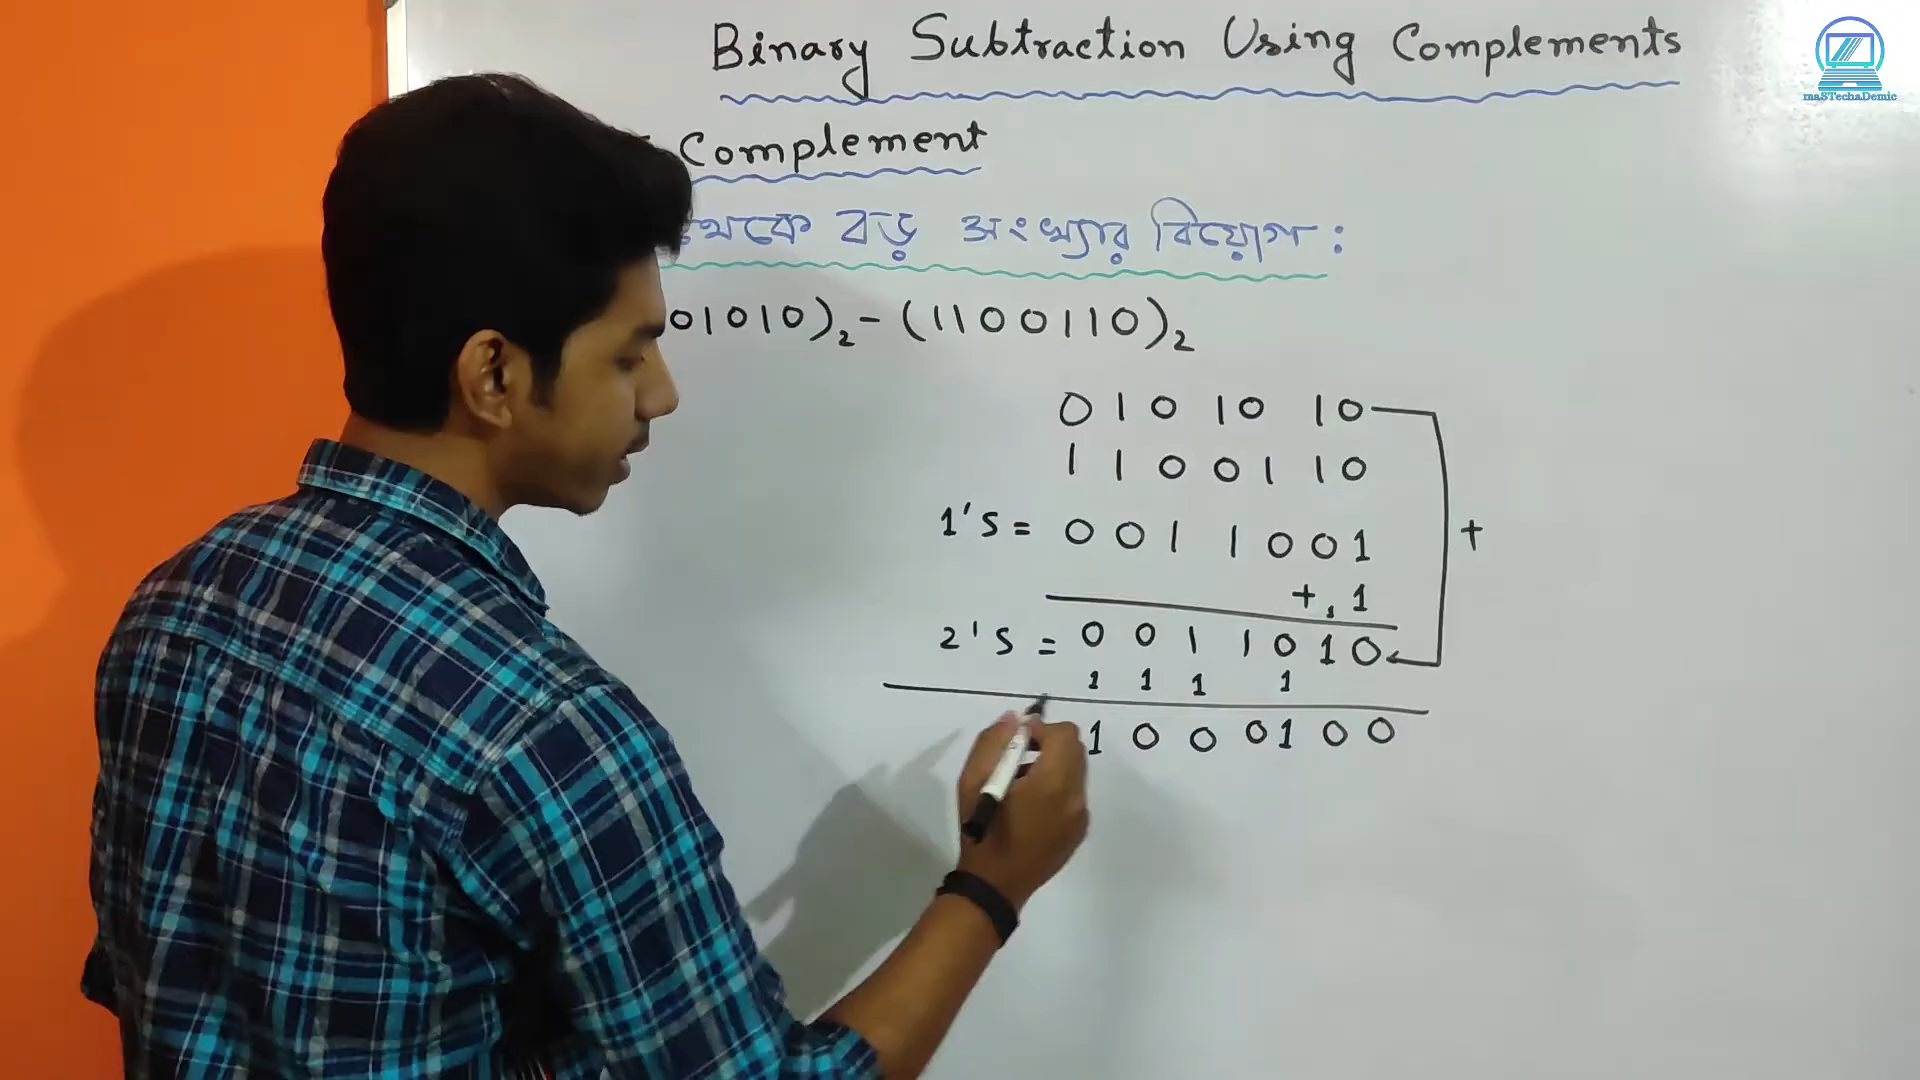 Binary Subtraction Using Complements
maSTechaDemic
Complement
থেকে বড় সংখ্যার বিয়োগ :
01010)₂ - (1100110)₂
0 1 0 1 0 1 0
1 1 0 0 1 1 0
+
1's = 0 0 1 1 0 0 1
+ 1
2's = 0 0 1 1 0 1 0
1 1 1 1
1 0 0 0 1 0 0